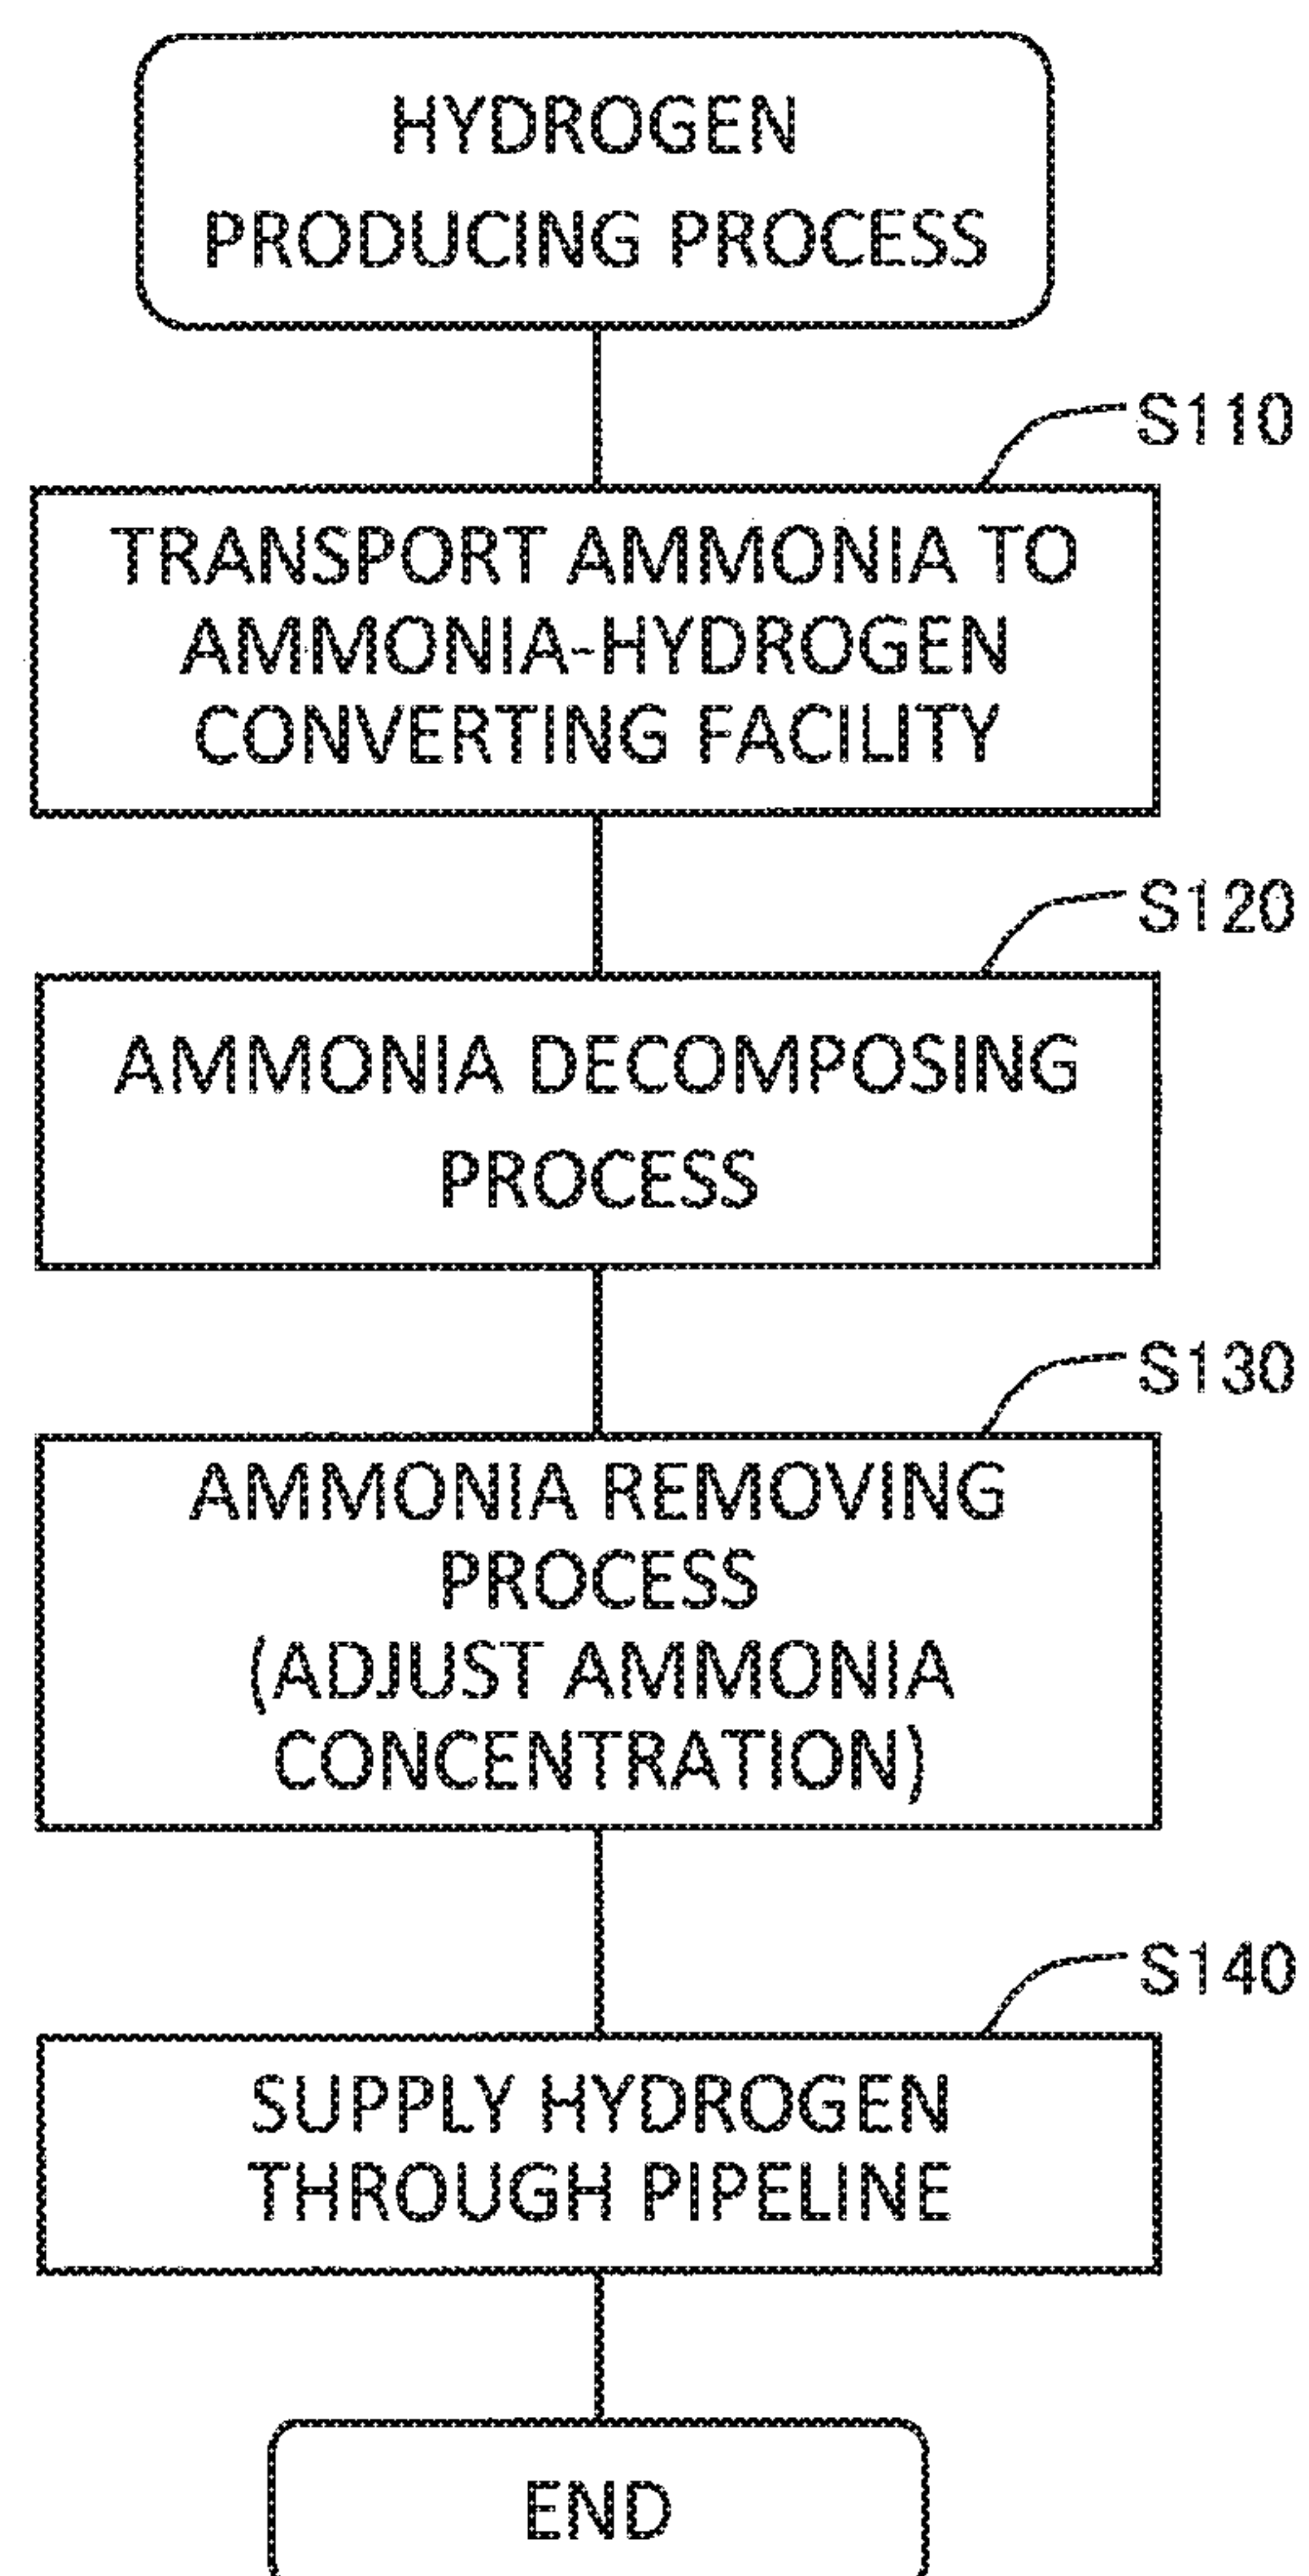 HYDROGEN
PRODUCING PROCESS
S110
TRANSPORT AMMONIA TO
AMMONIA-HYDROGEN
CONVERTING FACILITY
S120
AMMONIA DECOMPOSING
PROCESS
S130
AMMONIA REMOVING
PROCESS
(ADJUST AMMONIA
CONCENTRATION)
S140
SUPPLY HYDROGEN
THROUGH PIPELINE
END